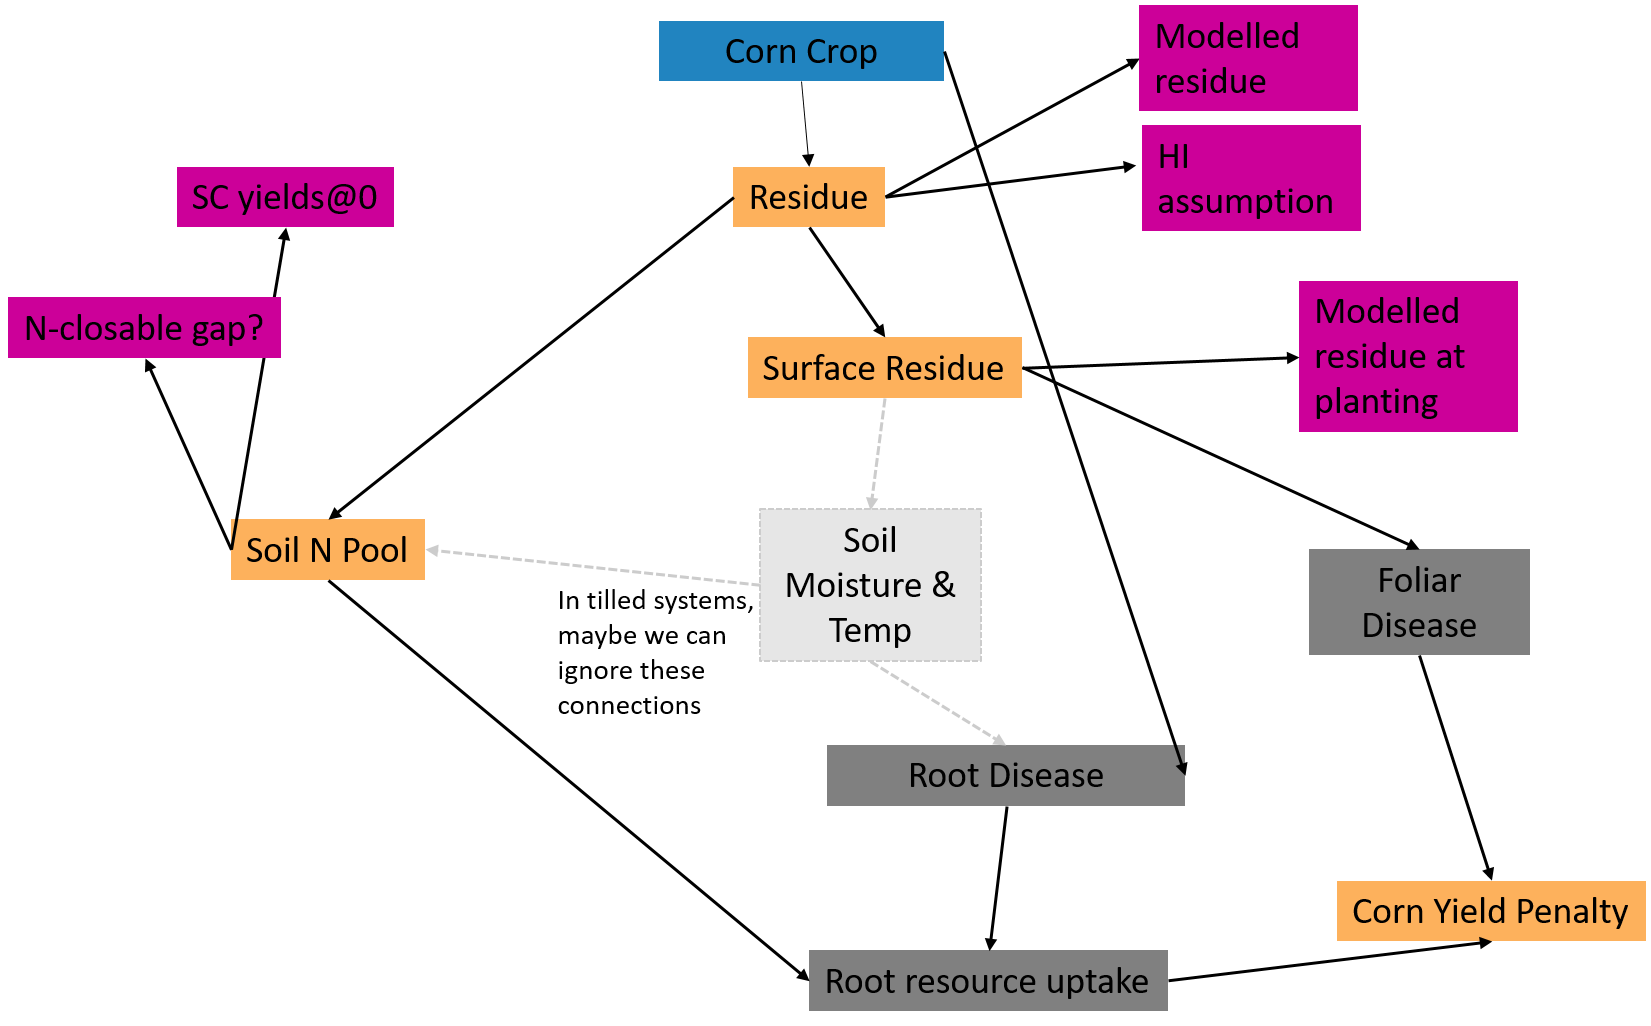 Corn Crop
Modelled
residue
HI
assumption
SC yields@0
Residue
N-closable gap?
Modelled
residue at
planting
Surface Residue
Soil N Pool
Soil
Moisture &
Temp
Foliar
Disease
In tilled systems,
maybe we can
ignore these
connections
Root Disease
Corn Yield Penalty
Root resource uptake